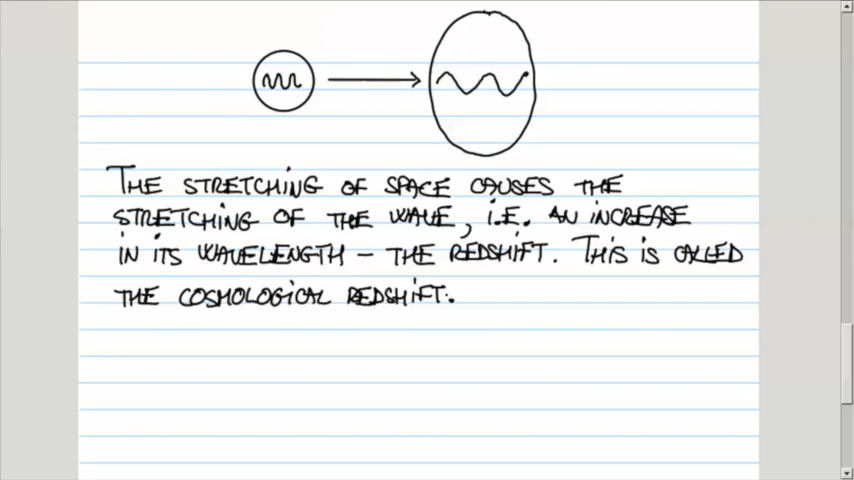 THE STRETCHING OF SPACE CAUSES THE
STRETCHING OF THE WAVE, i.E. AN INCREASE
IN ITS WAVELENGTH – THE REDSHIFT. THIS IS CALLED
THE COSMOLOGICAL REDSHIFT.